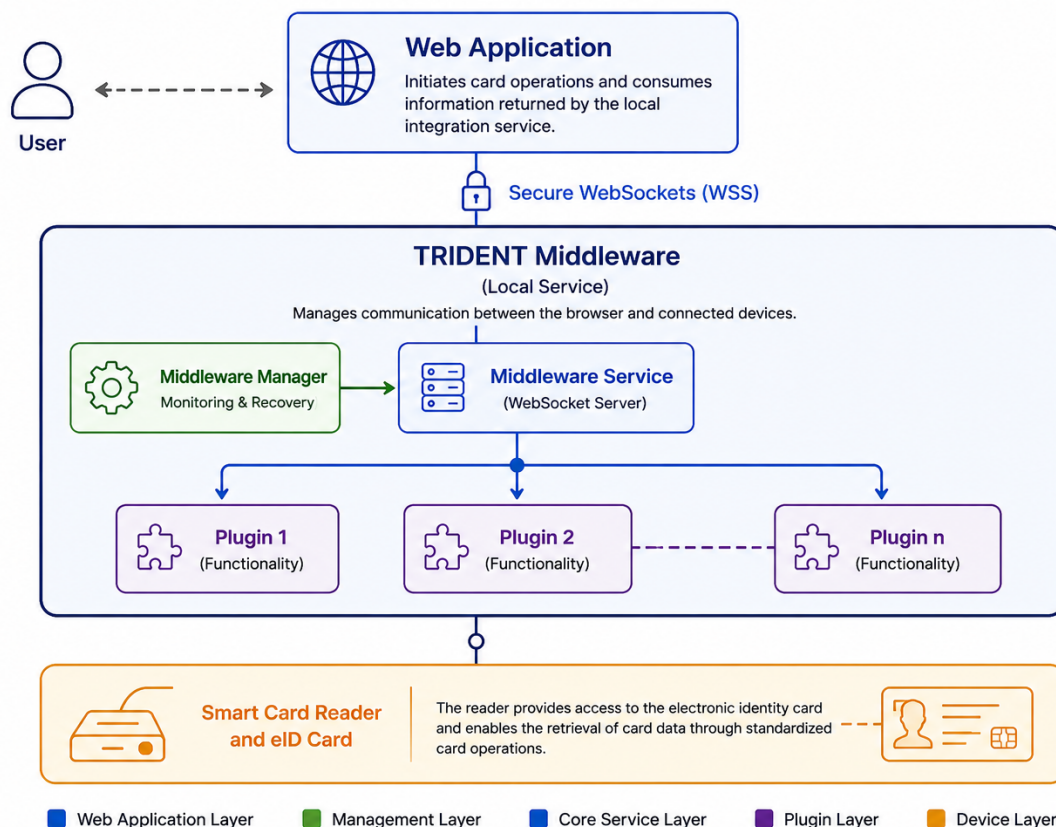 Web Application
Initiates card operations and consumes
information returned by the local
integration service.
User
Secure WebSockets (WSS)
TRIDENT Middleware
(Local Service)
Manages communication between the browser and connected devices.
Middleware Manager
Monitoring & Recovery
Middleware Service
(WebSocket Server)
Plugin 1
(Functionality)
Plugin 2
(Functionality)
Plugin n
(Functionality)
Smart Card Reader
and eID Card
The reader provides access to the electronic identity card
and enables the retrieval of card data through standardized
card operations.
Web Application Layer
Management Layer
Core Service Layer
Plugin Layer
Device Layer